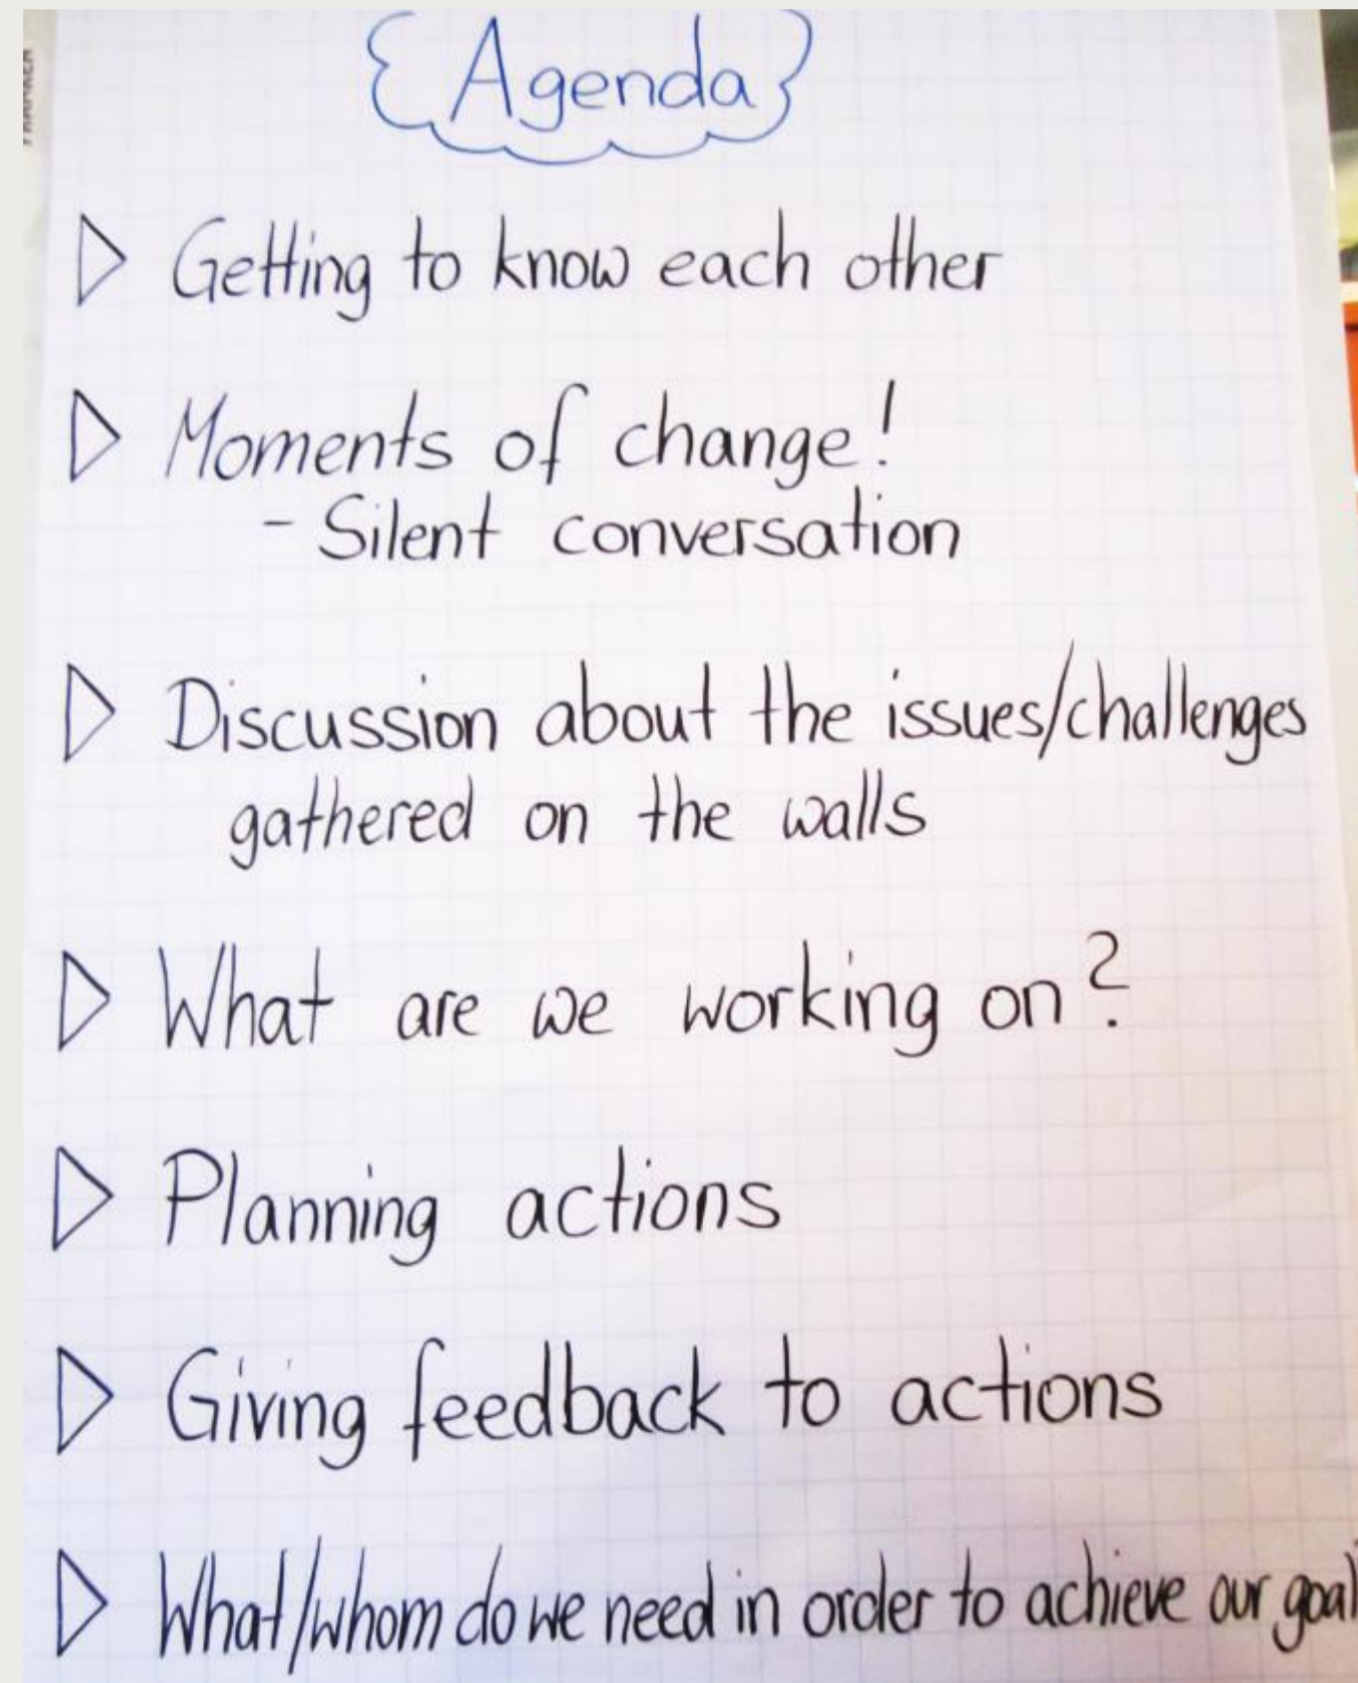 Agenda
Getting to know each other
Moments of change!
- Silent conversation
Discussion about the issues/challenges
gathered on the walls
What are we working on?
Planning actions
Giving feedback to actions
What/whom do we need in order to achieve our goal